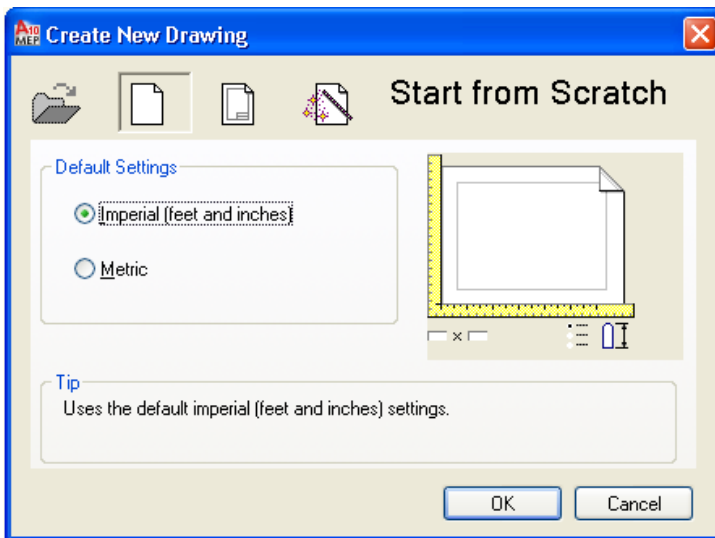 A10
MEP Create New Drawing
Start from Scratch
Default Settings
Imperial (feet and inches)
Metric
Tip
Uses the default imperial (feet and inches) settings.
OK Cancel